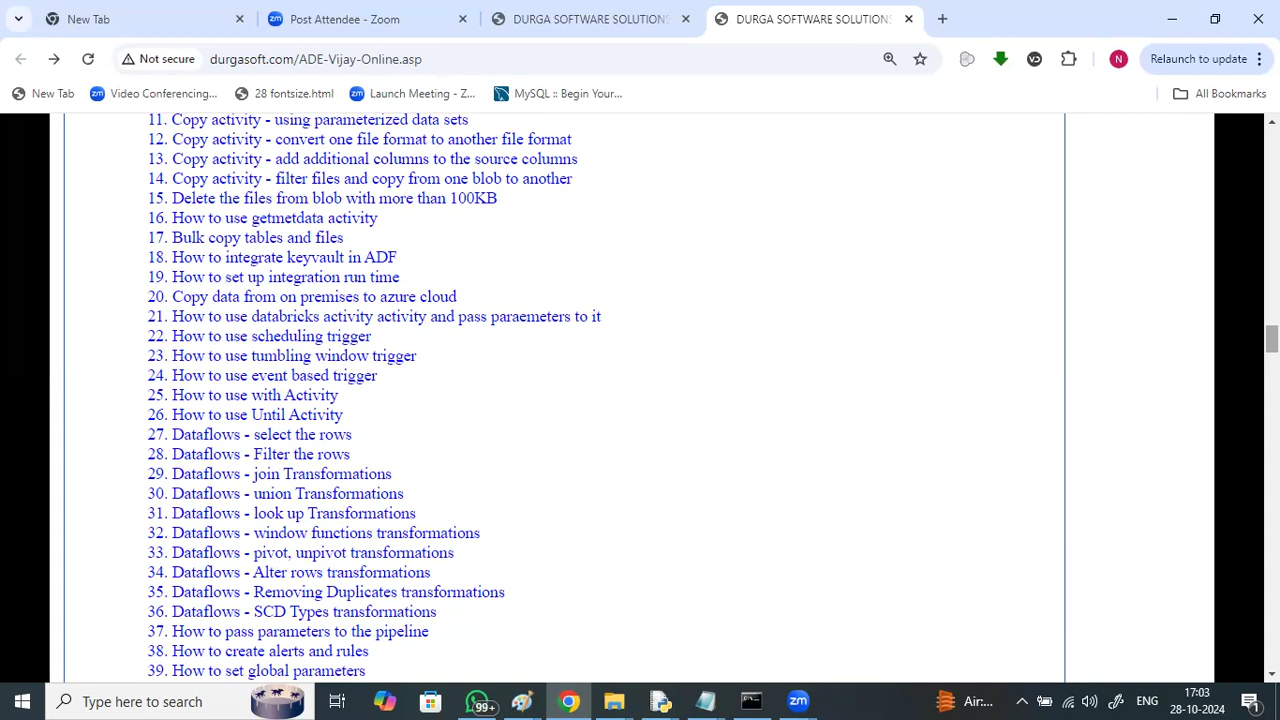 New Tab
Post Attendee - Zoom
DURGA SOFTWARE SOLUTIONS
DURGA SOFTWARE SOLUTIONS
Not secure
durgasoft.com/ADE-Vijay-Online.asp
N
Relaunch to update
New Tab
Video Conferencing...
28 fontsize.html
Launch Meeting - Z...
MySQL :: Begin Your...
All Bookmarks
11. Copy activity - using parameterized data sets
12. Copy activity - convert one file format to another file format
13. Copy activity - add additional columns to the source columns
14. Copy activity - filter files and copy from one blob to another
15. Delete the files from blob with more than 100KB
16. How to use getmetdata activity
17. Bulk copy tables and files
18. How to integrate keyvault in ADF
19. How to set up integration run time
20. Copy data from on premises to azure cloud
21. How to use databricks activity activity and pass paraemeters to it
22. How to use scheduling trigger
23. How to use tumbling window trigger
24. How to use event based trigger
25. How to use with Activity
26. How to use Until Activity
27. Dataflows - select the rows
28. Dataflows - Filter the rows
29. Dataflows - join Transformations
30. Dataflows - union Transformations
31. Dataflows - look up Transformations
32. Dataflows - window functions transformations
33. Dataflows - pivot, unpivot transformations
34. Dataflows - Alter rows transformations
35. Dataflows - Removing Duplicates transformations
36. Dataflows - SCD Types transformations
37. How to pass parameters to the pipeline
38. How to create alerts and rules
39. How to set global parameters
Type here to search
99+
zm
Air:...
ENG
17:03
28-10-2024
1